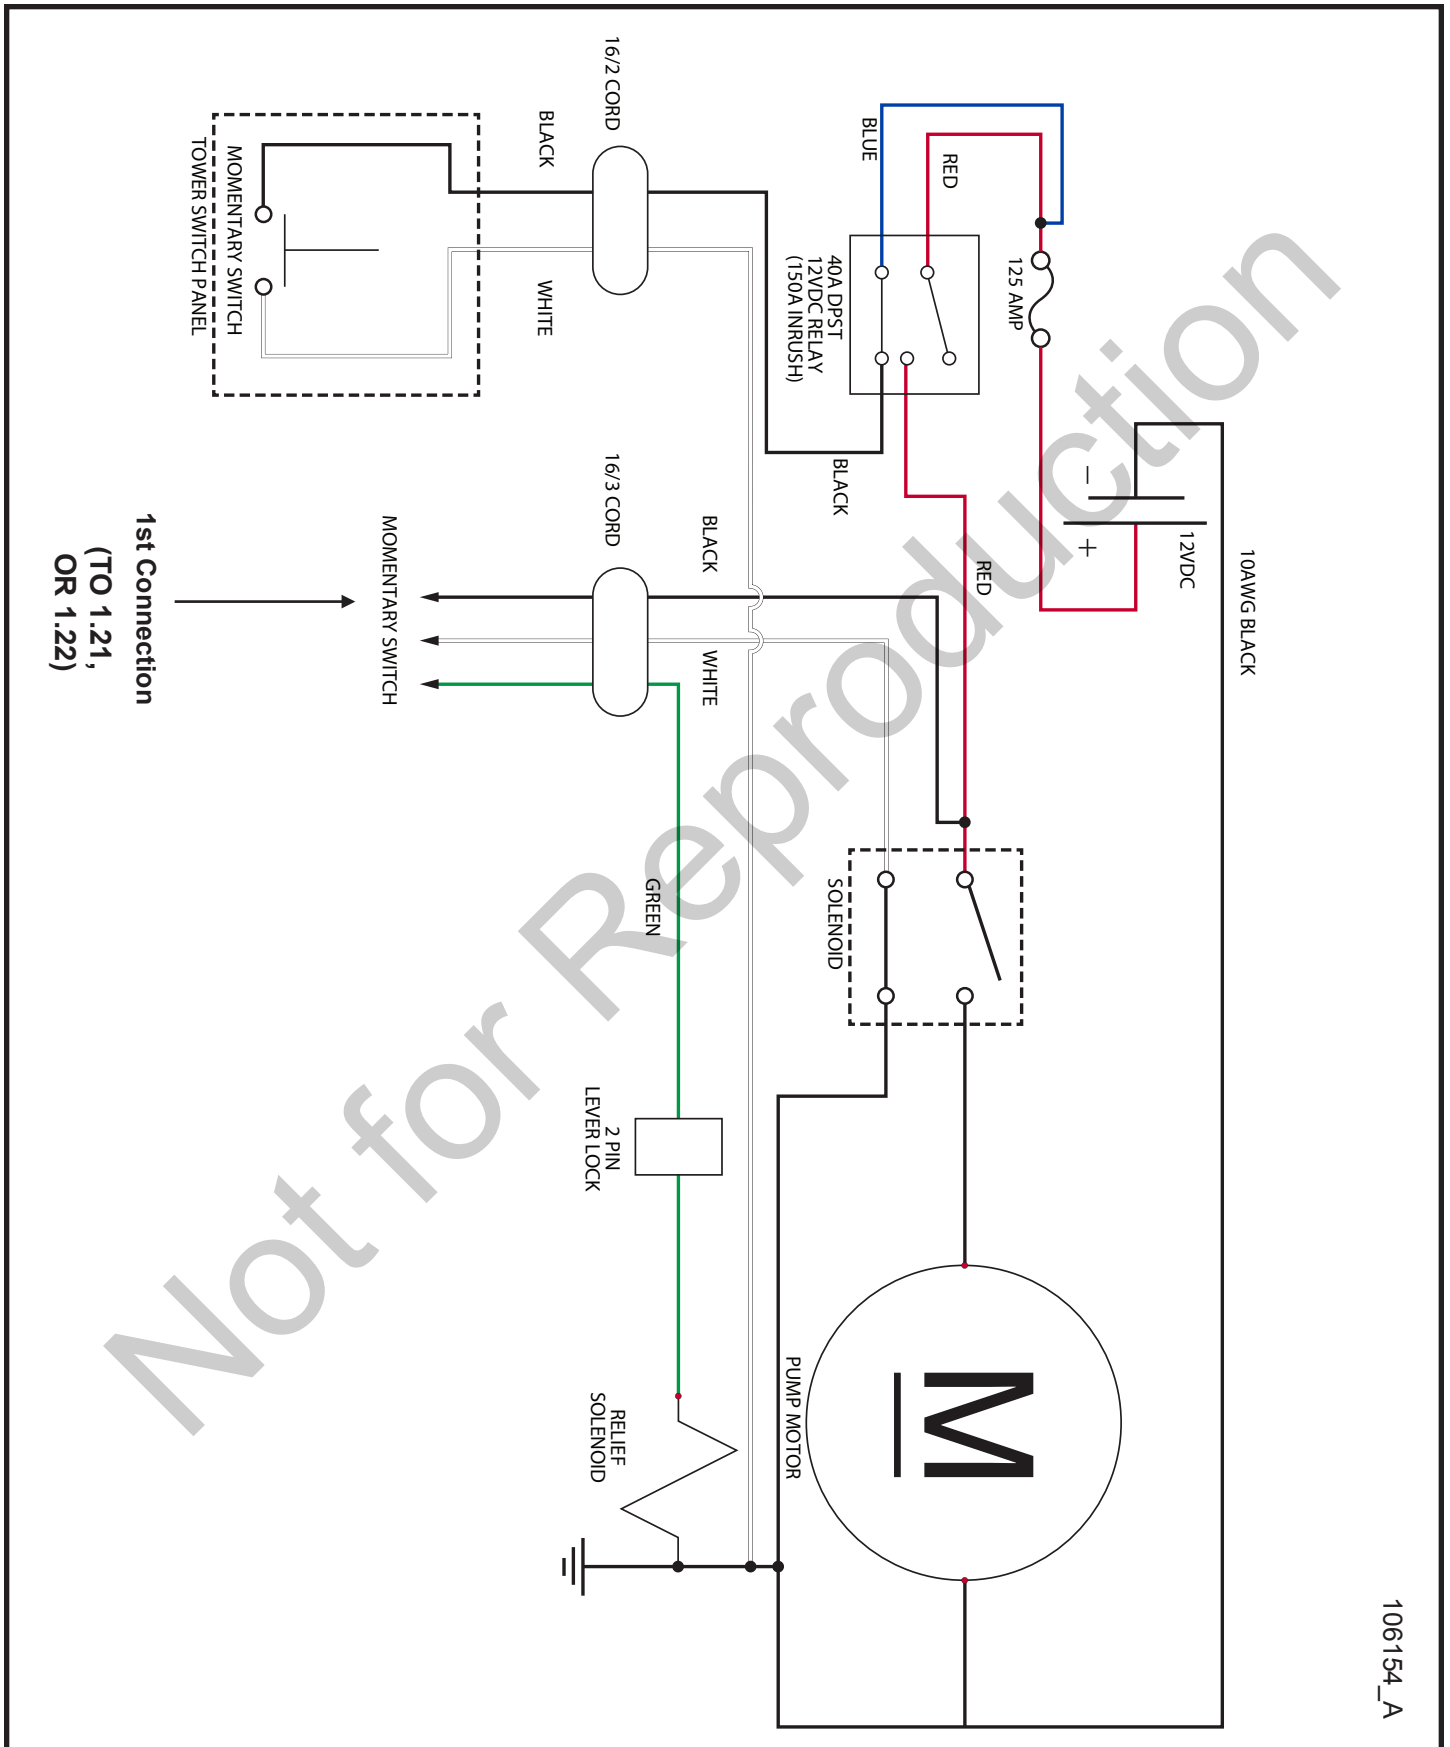 106154_A
10AWG BLACK
12VDC
−
+
125 AMP
RED
BLUE
40A DPST
12VDC RELAY
(150A INRUSH)
BLACK
RED
16/2 CORD
BLACK
WHITE
MOMENTARY SWITCH
TOWER SWITCH PANEL
16/3 CORD
BLACK
WHITE
MOMENTARY SWITCH
1st Connection
(TO 1.21,
OR 1.22)
SOLENOID
GREEN
2 PIN
LEVER LOCK
M
PUMP MOTOR
RELIEF
SOLENOID
Not for Reproduction